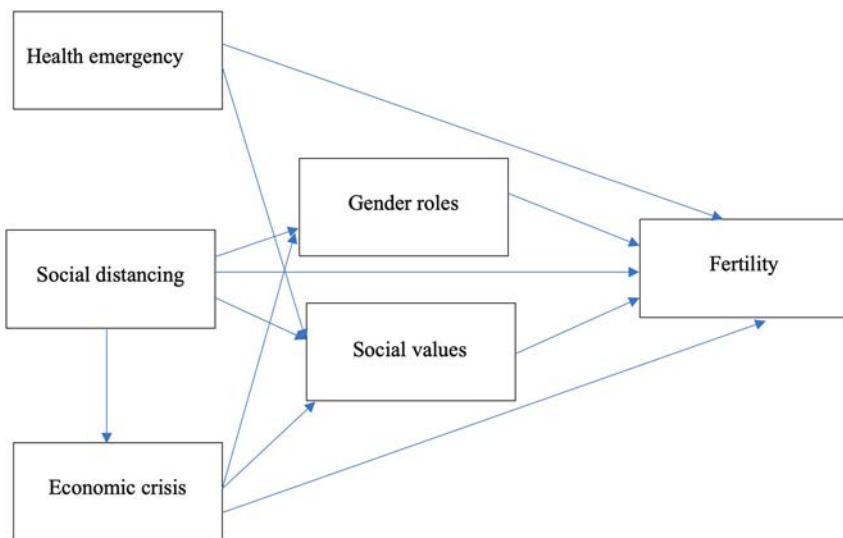 Health emergency
Gender roles
Social distancing
Fertility
Social values
Economic crisis